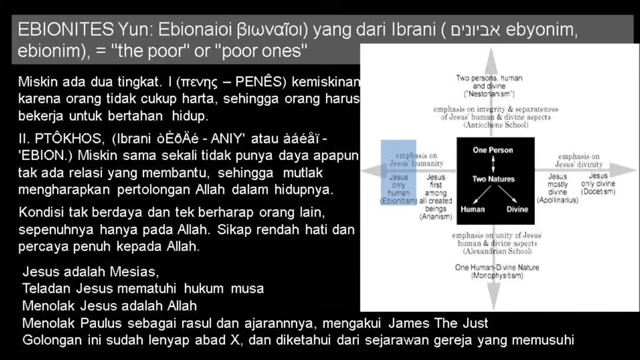 EBIONITES Yun: Ebionaioi βιωναῖοι) yang dari Ibrani ( אביונים ebyonim,
ebionim), = "the poor" or "poor ones"
Miskin ada dua tingkat. I (πενης – PENÊS) kemiskinan
karena orang tidak cukup harta, sehingga orang harus
bekerja untuk bertahan hidup.
II. PTÔKHOS, (Ibrani òÈðÄé - ANIY' atau àáéåï -
'EBION.) Miskin sama sekali tidak punya daya apapun
tak ada relasi yang membantu, sehingga mutlak
mengharapkan pertolongan Allah dalam hidupnya.
Kondisi tak berdaya dan tek berharap orang lain,
sepenuhnya hanya pada Allah. Sikap rendah hati dan
percaya penuh kepada Allah.
Jesus adalah Mesias,
Teladan Jesus mematuhi hukum musa
Menolak Jesus adalah Allah
Menolak Paulus sebagai rasul dan ajarannnya, mengakui James The Just
Golongan ini sudah lenyap abad X, dan diketahui dari sejarawan gereja yang memusuhi
Two persons, human
and divine
("Nestorianism")
emphasis on integrity & separateness
of Jesus' human & divine aspects
(Antiochene School)
emphasis on
Jesus' humanity
Jesus
only
human
(Ebionitism)
Jesus
first
among
all created
beings
(Arianism)
One Person
Two Natures
Human
Divine
emphasis on
Jesus' divinity
Jesus
mostly
divine
(Apollinarius)
Jesus
only divine
(Docetism)
emphasis on unity of Jesus'
human & divine aspects
(Alexandrian School)
One Human-Divine Nature
(Monophysitism)